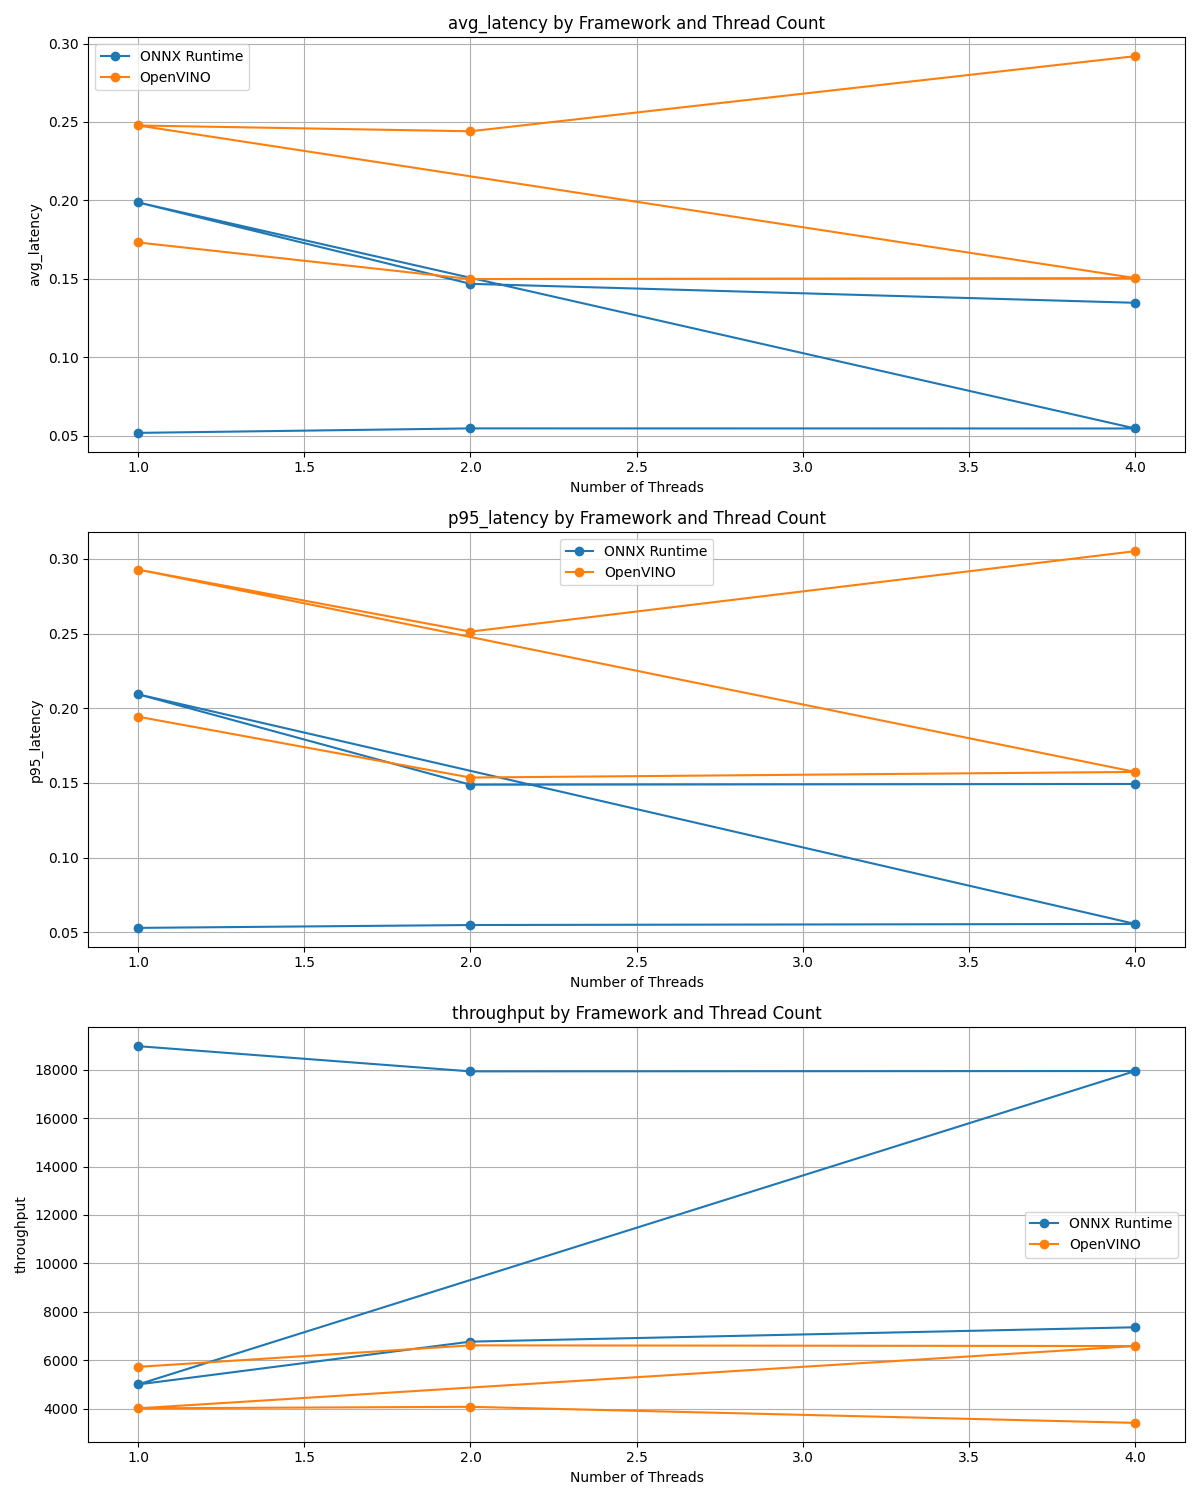 avg_latency by Framework and Thread Count
ONNX Runtime
OpenVINO
0.30
0.25
0.20
0.15
0.10
0.05
avg_latency
1.0 1.5 2.0 2.5 3.0 3.5 4.0
Number of Threads
p95_latency by Framework and Thread Count
ONNX Runtime
OpenVINO
0.30
0.25
0.20
0.15
0.10
0.05
p95_latency
1.0 1.5 2.0 2.5 3.0 3.5 4.0
Number of Threads
throughput by Framework and Thread Count
18000
16000
14000
12000
10000
8000
6000
4000
throughput
ONNX Runtime
OpenVINO
1.0 1.5 2.0 2.5 3.0 3.5 4.0
Number of Threads